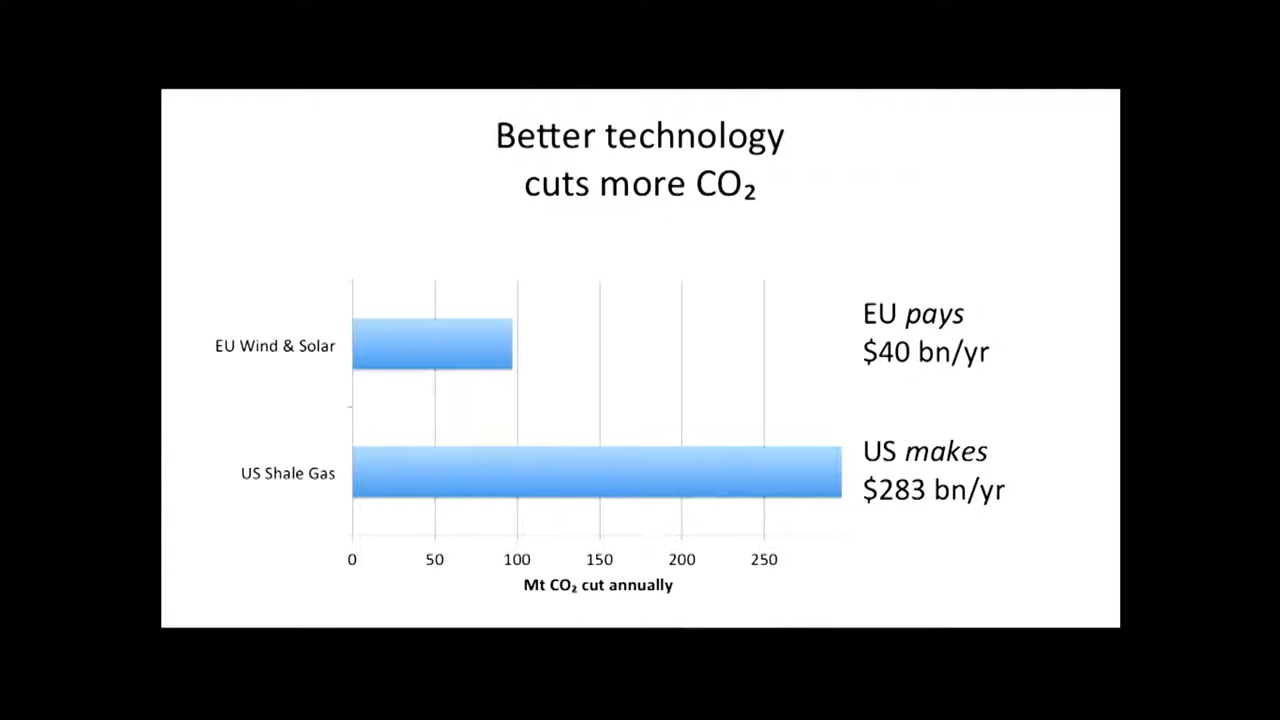 Better technology
cuts more CO₂
EU Wind & Solar
EU pays
$40 bn/yr
US Shale Gas
US makes
$283 bn/yr
0 50 100 150 200 250
Mt CO₂ cut annually